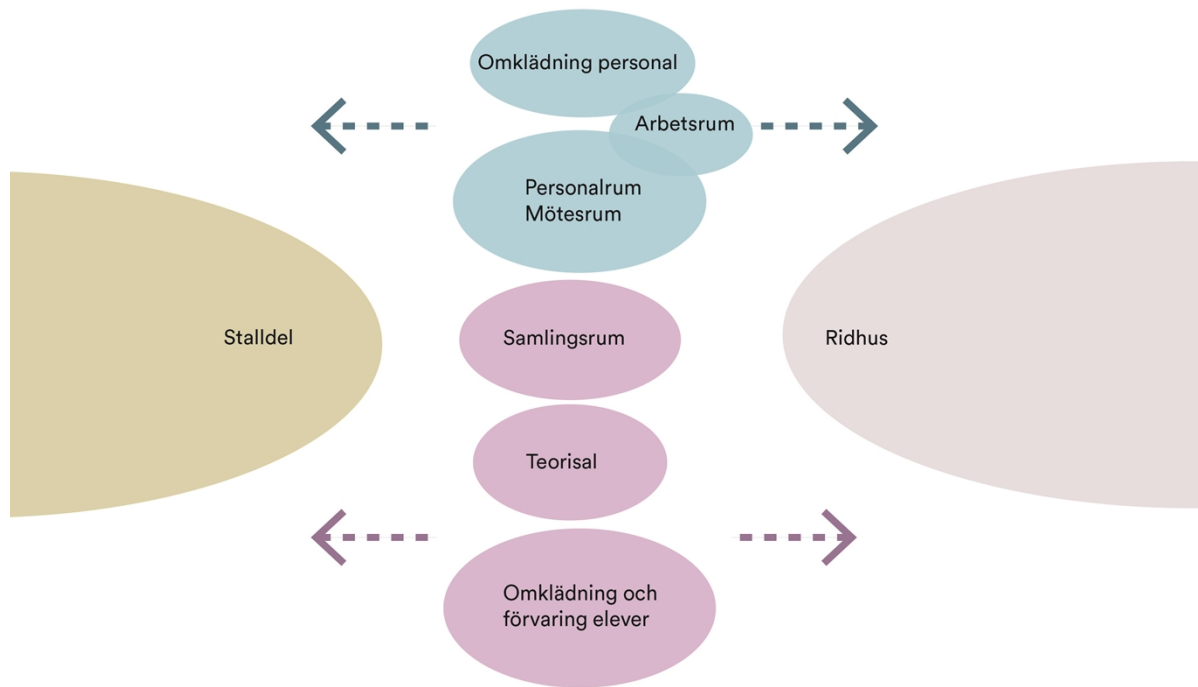 Omklädning personal
Arbetsrum
Personalrum
Mötesrum
Stalldel
Samlingsrum
Ridhus
Teorisal
Omklädning och
förvaring elever